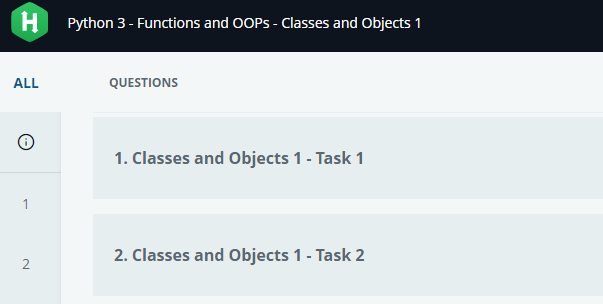 H
Python 3 - Functions and OOPs - Classes and Objects 1
ALL
QUESTIONS
1. Classes and Objects 1 - Task 1
1
2. Classes and Objects 1 - Task 2
2